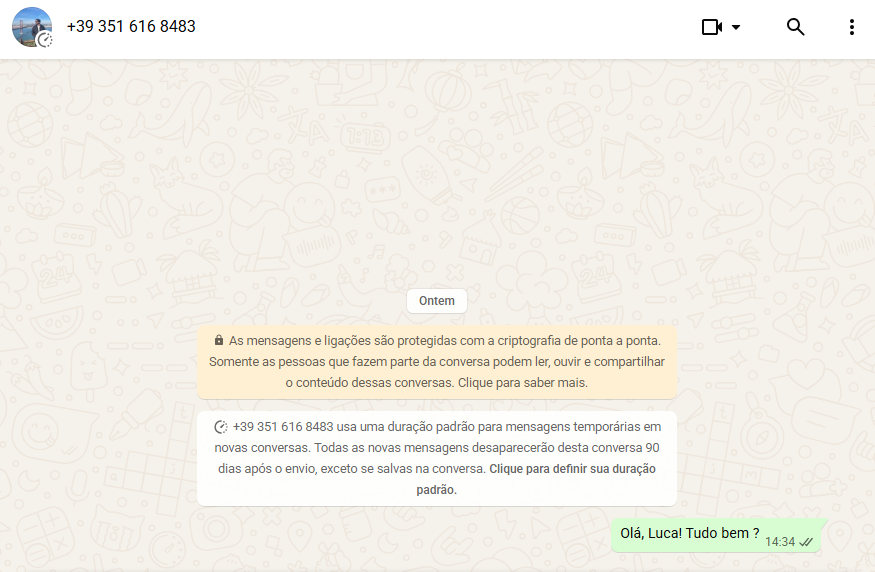 +39 351 616 8483
Ontem
As mensagens e ligações são protegidas com a criptografia de ponta a ponta.
Somente as pessoas que fazem parte da conversa podem ler, ouvir e compartilhar
o conteúdo dessas conversas. Clique para saber mais.
+39 351 616 8483 usa uma duração padrão para mensagens temporárias em
novas conversas. Todas as novas mensagens desaparecerão desta conversa 90
dias após o envio, exceto se salvas na conversa. Clique para definir sua duração
padrão.
Olá, Luca! Tudo bem ?
14:34